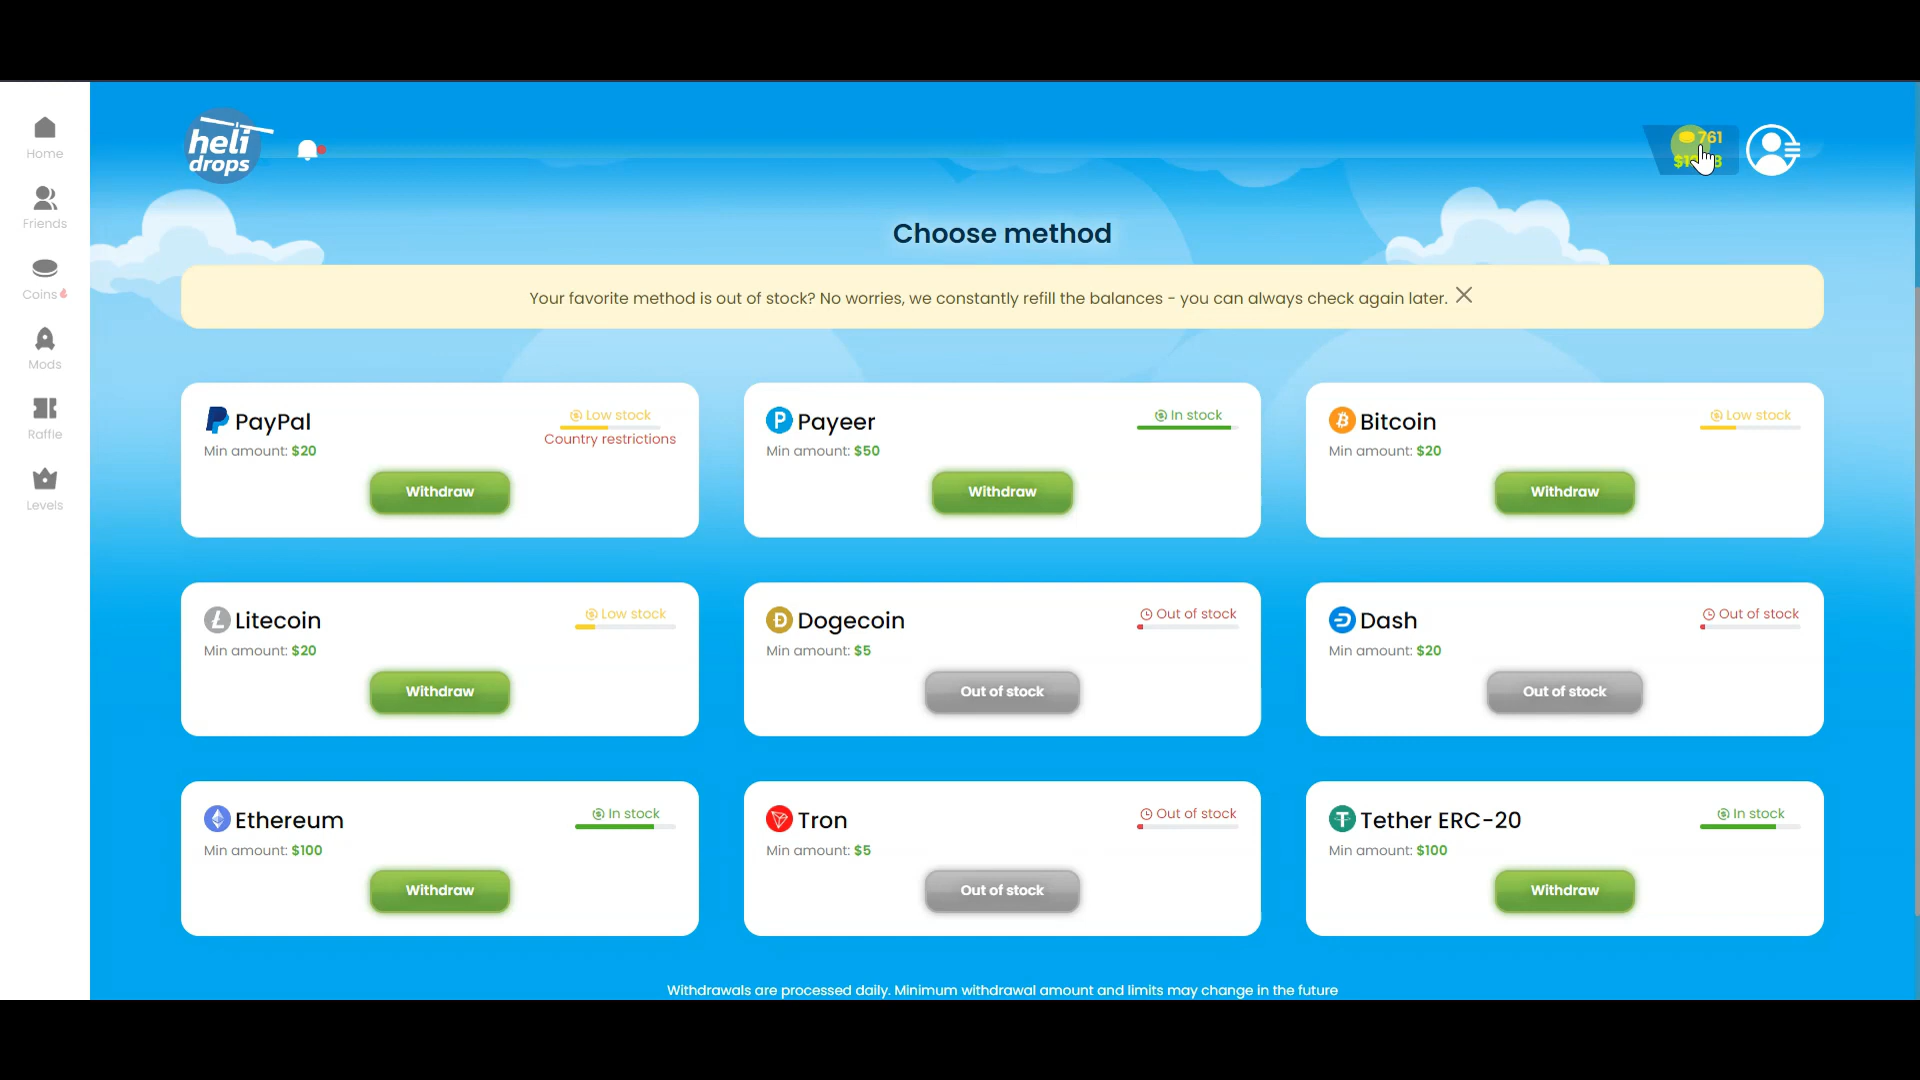 Home
Friends
Coins
Mods
Raffle
Levels
heli
drops
761
Choose method
Your favorite method is out of stock? No worries, we constantly refill the balances - you can always check again later.
PayPal
Low stock
Country restrictions
Min amount: $20
Withdraw
Payeer
In stock
Min amount: $50
Withdraw
Bitcoin
Low stock
Min amount: $20
Withdraw
Litecoin
Low stock
Min amount: $20
Withdraw
Dogecoin
Out of stock
Min amount: $5
Out of stock
Dash
Out of stock
Min amount: $20
Out of stock
Ethereum
In stock
Min amount: $100
Withdraw
Tron
Out of stock
Min amount: $5
Out of stock
Tether ERC-20
In stock
Min amount: $100
Withdraw
Withdrawals are processed daily. Minimum withdrawal amount and limits may change in the future